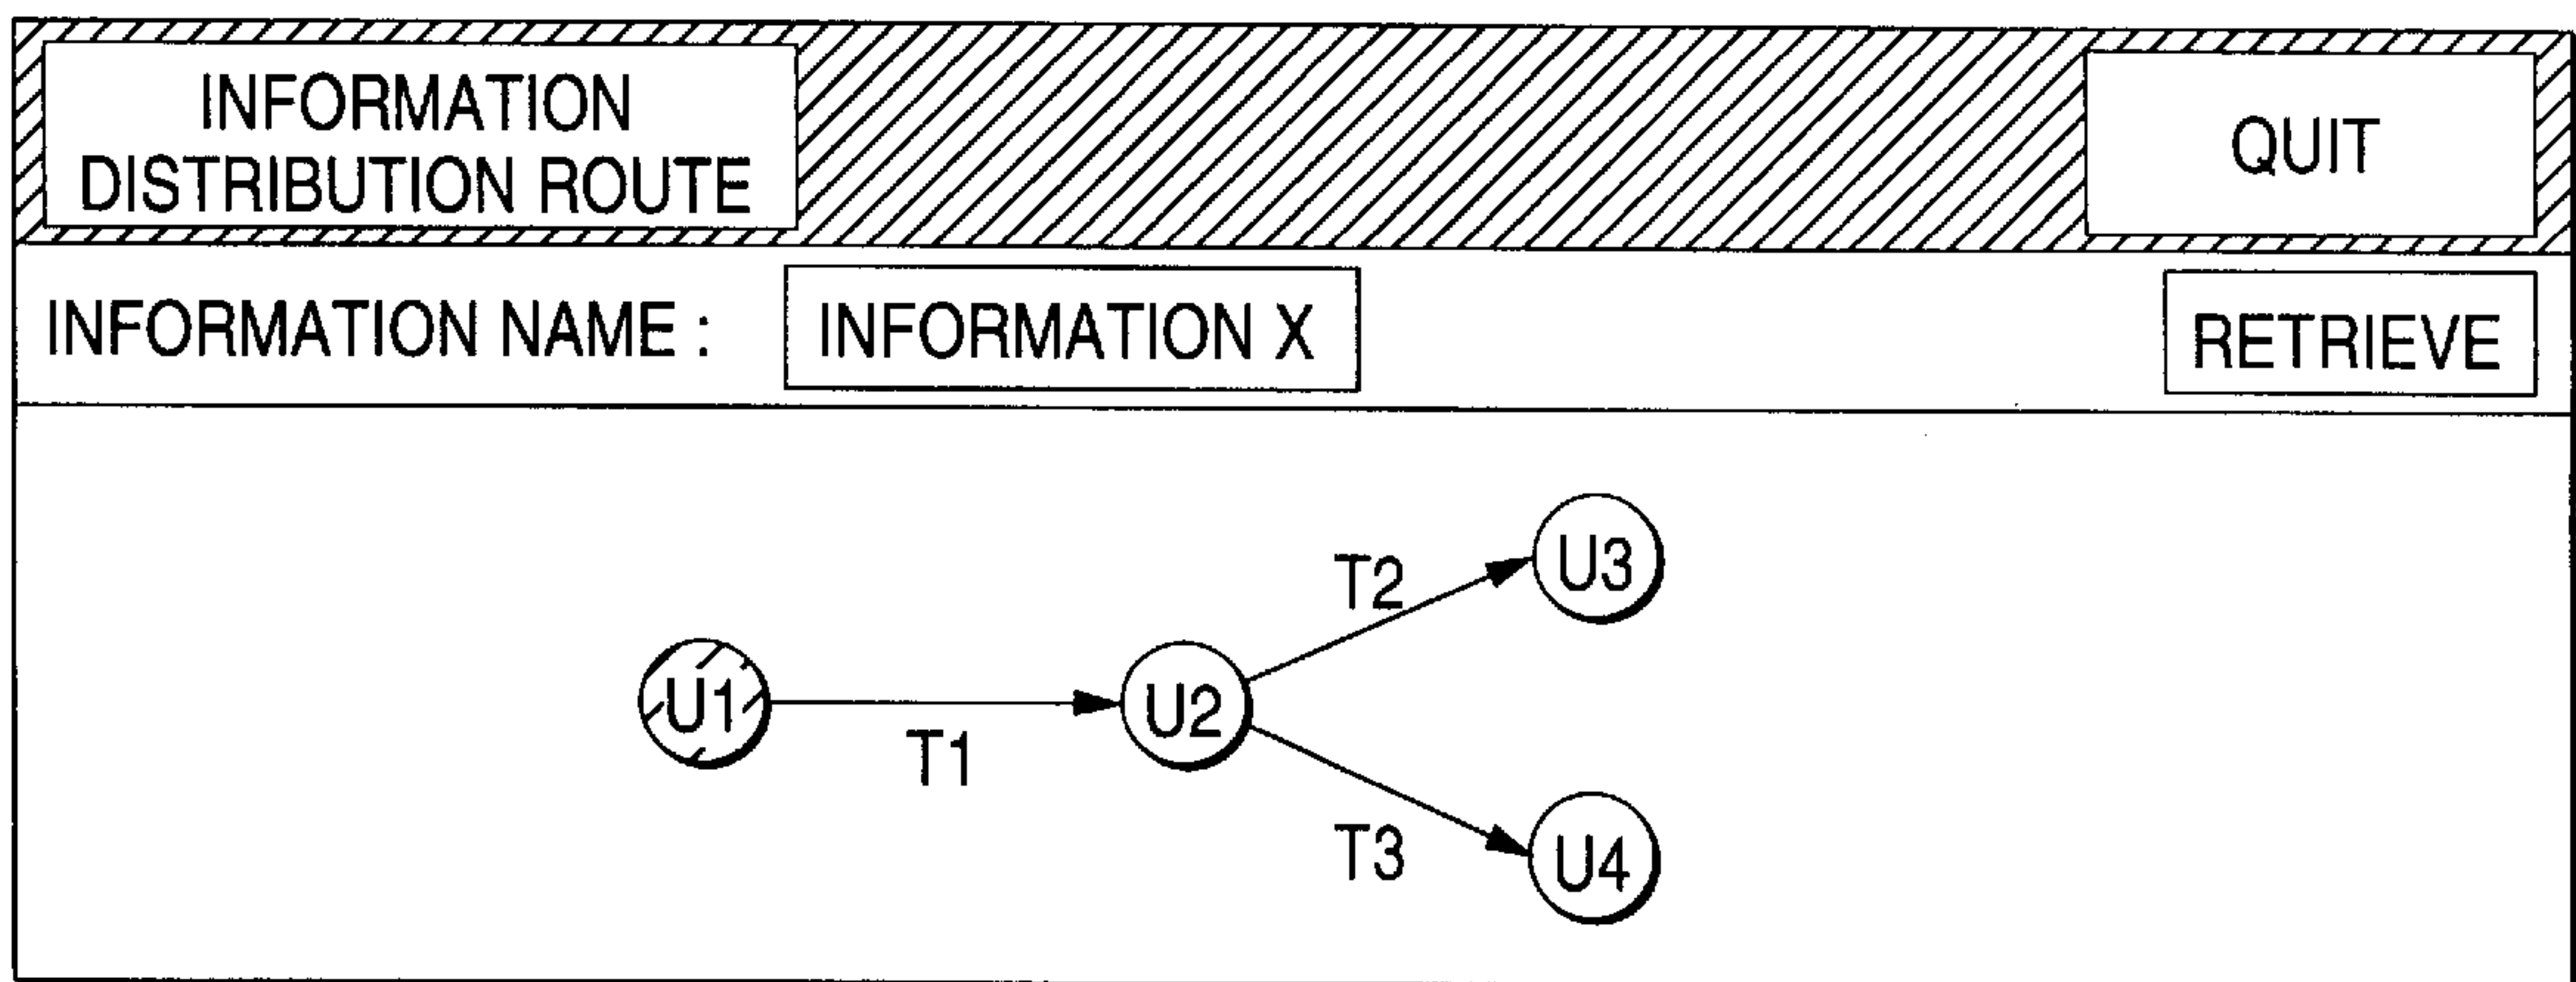 INFORMATION
DISTRIBUTION ROUTE
QUIT
INFORMATION NAME : INFORMATION X RETRIEVE
T2 U3
U1 T1 U2
T3 U4